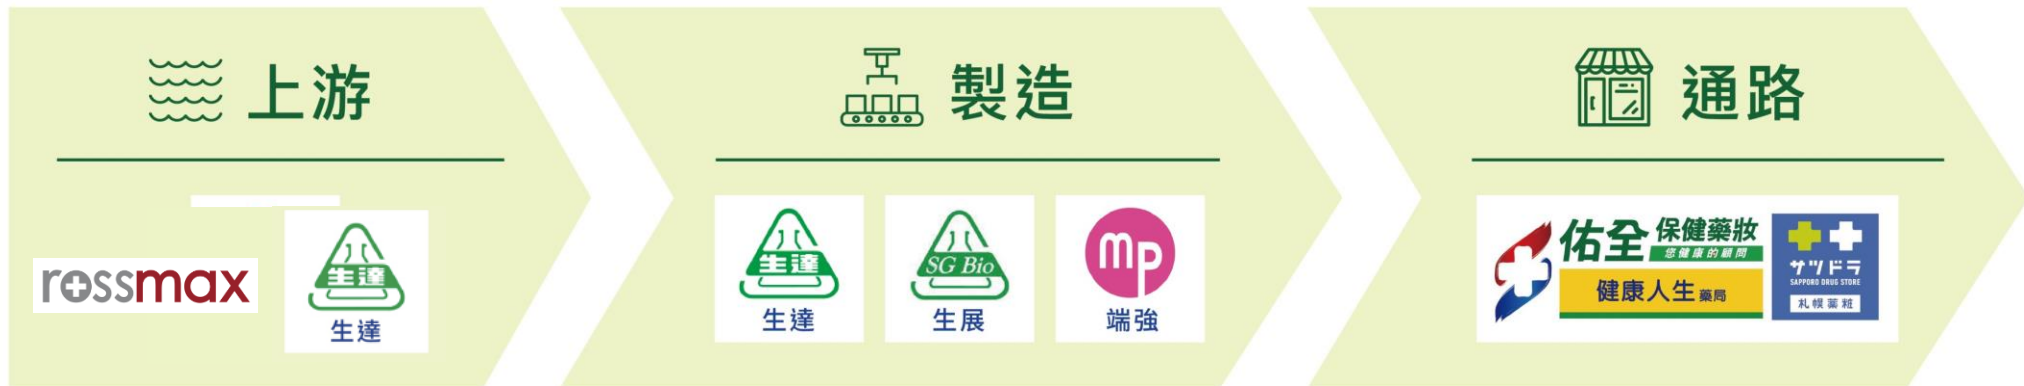 上游
rossmax
生達
生達
製造
生達
生達
SG Bio
生展
mp
端強
通路
佑全 保健藥妝
您健康的顧問
健康人生藥局
サツドラ
SAPPORO DRUG STORE
札幌薬粧